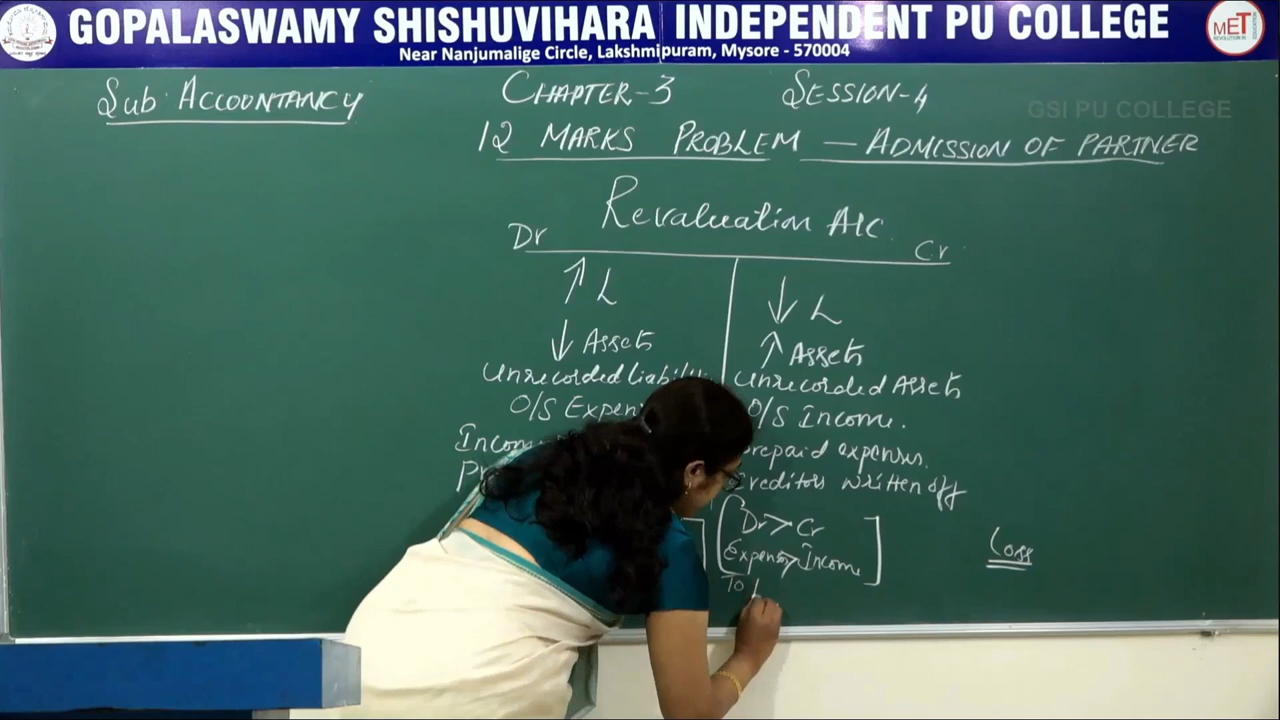 GOPALASWAMY SHISHUVIHARA INDEPENDENT PU COLLEGE
Near Nanjumalige Circle, Lakshmipuram, Mysore - 570004
MET
GSI PU COLLEGE
Sub: ACCOUNTANCY CHAPTER-3 SESSION-4
12 MARKS PROBLEM — ADMISSION OF PARTNER
Revaluation A/C
Dr Cr
↑ L ↓ L
↓ Assets ↑ Assets
Unrecorded Assets
O/S O/S Income.
prepaid expenses.
Creditors written off
Dr > Cr
Expenses > Income
Loss
To